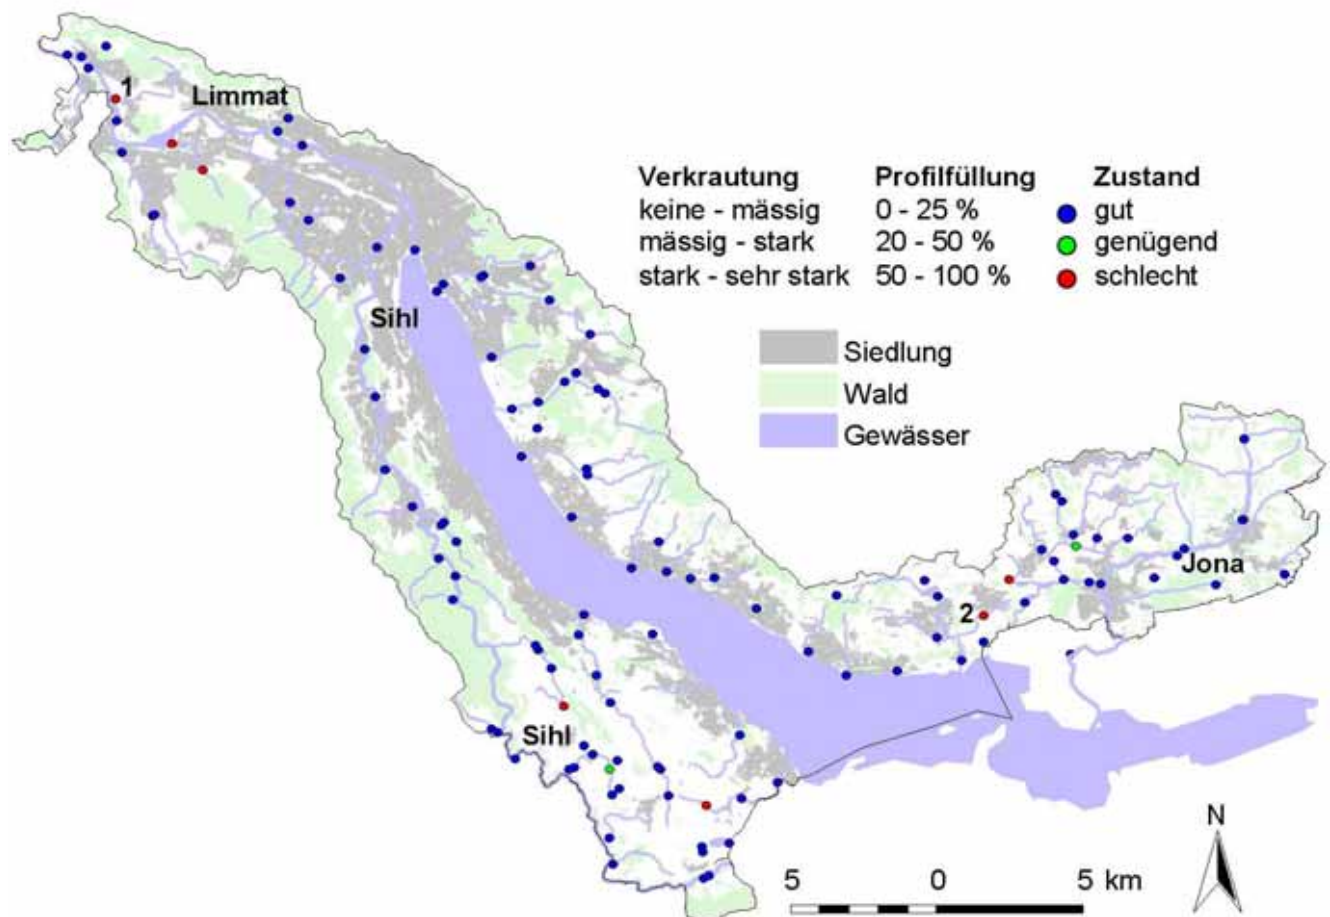 1
Limmat
Verkrautung Profilfüllung Zustand
keine - mässig 0 - 25 % gut
mässig - stark 20 - 50 % genügend
stark - sehr stark 50 - 100 % schlecht
Sihl
Siedlung
Wald
Gewässer
Jona
2
Sihl
N
5 0 5 km